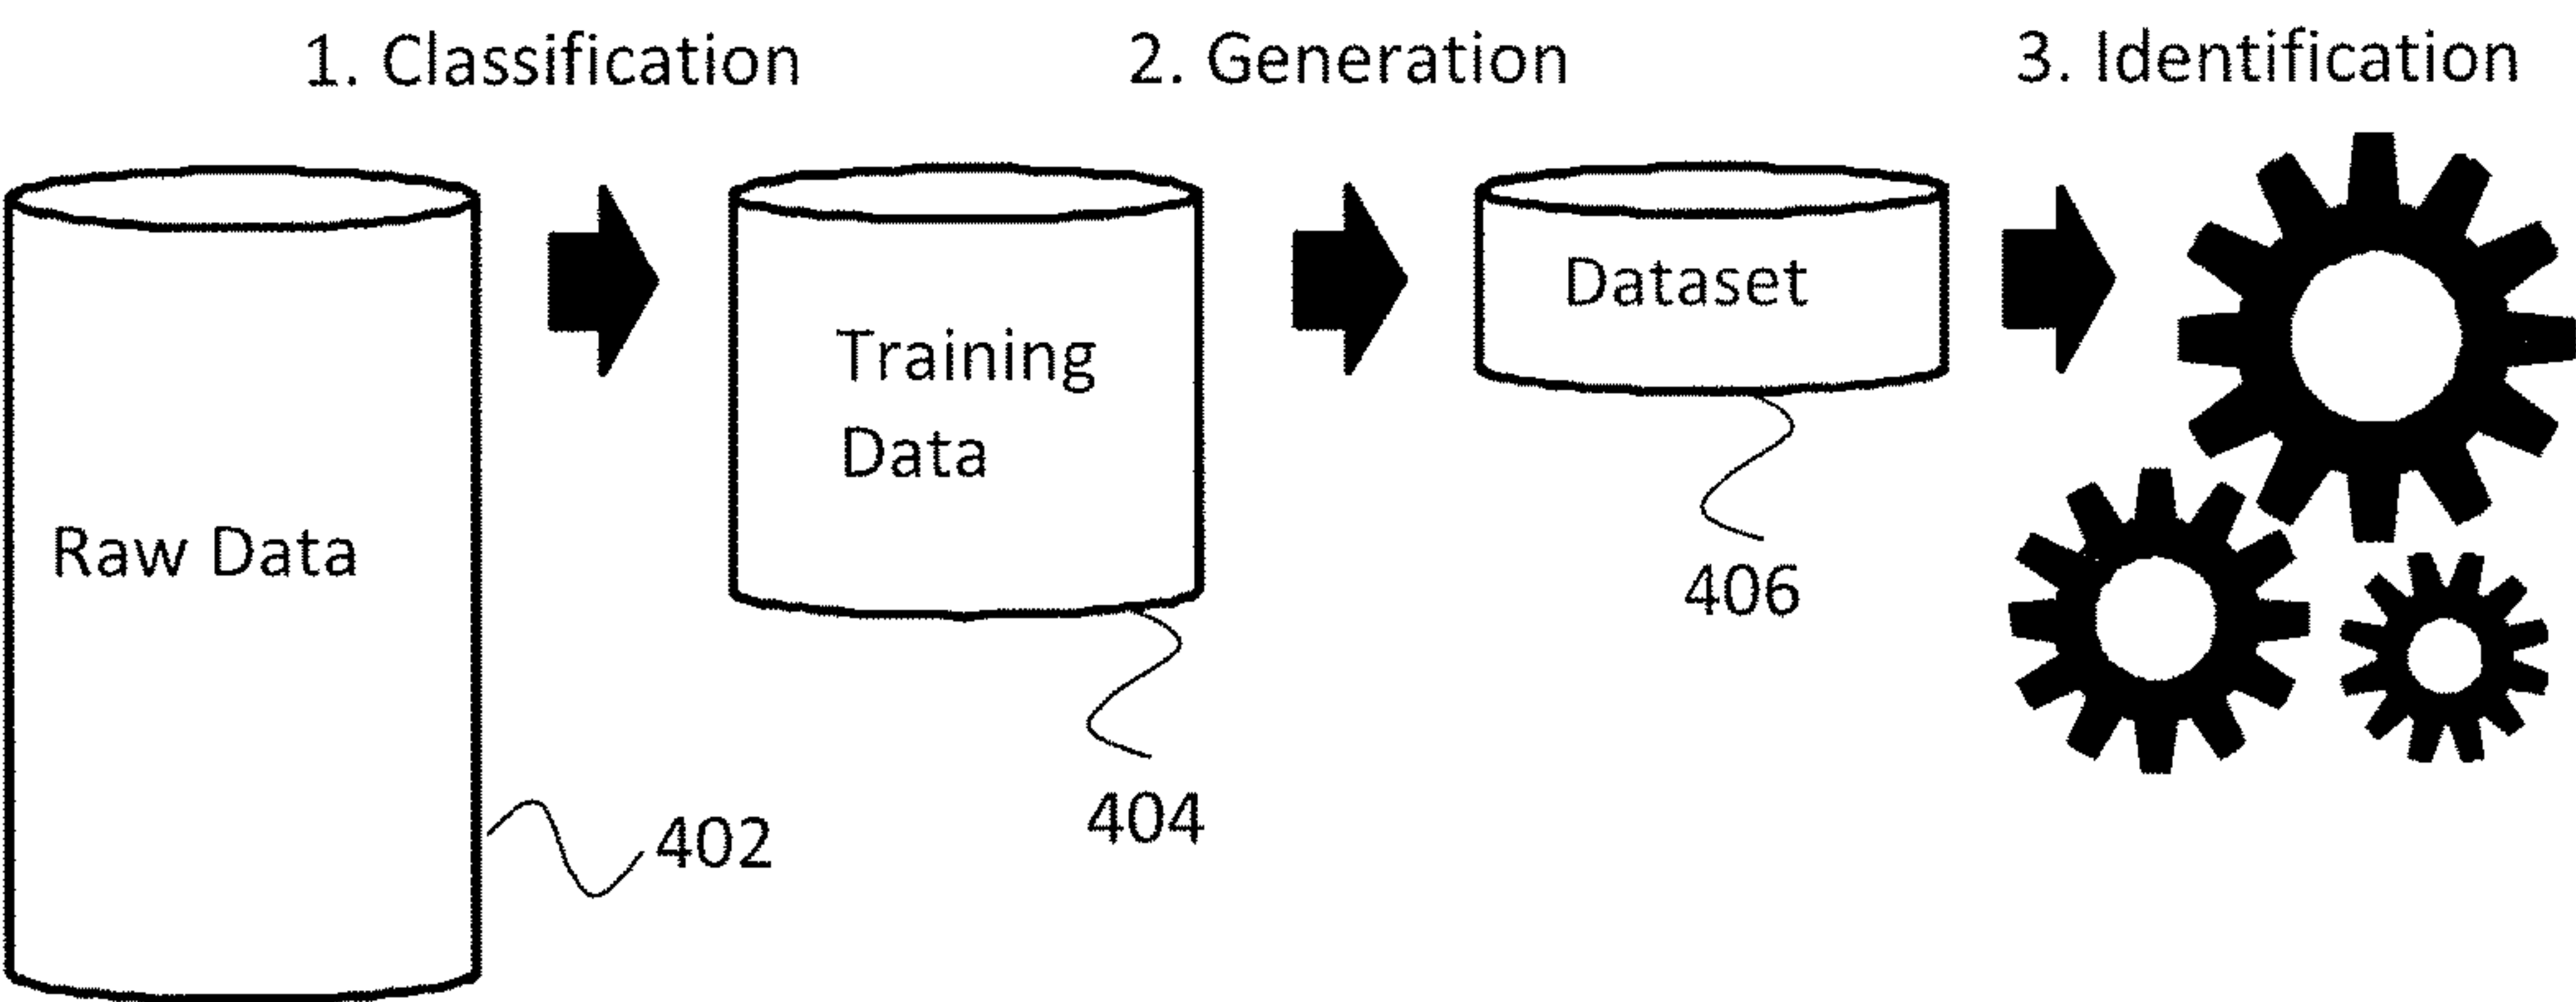 1. Classification
2. Generation
3. Identification
Raw Data
Training
Data
Dataset
402
404
406